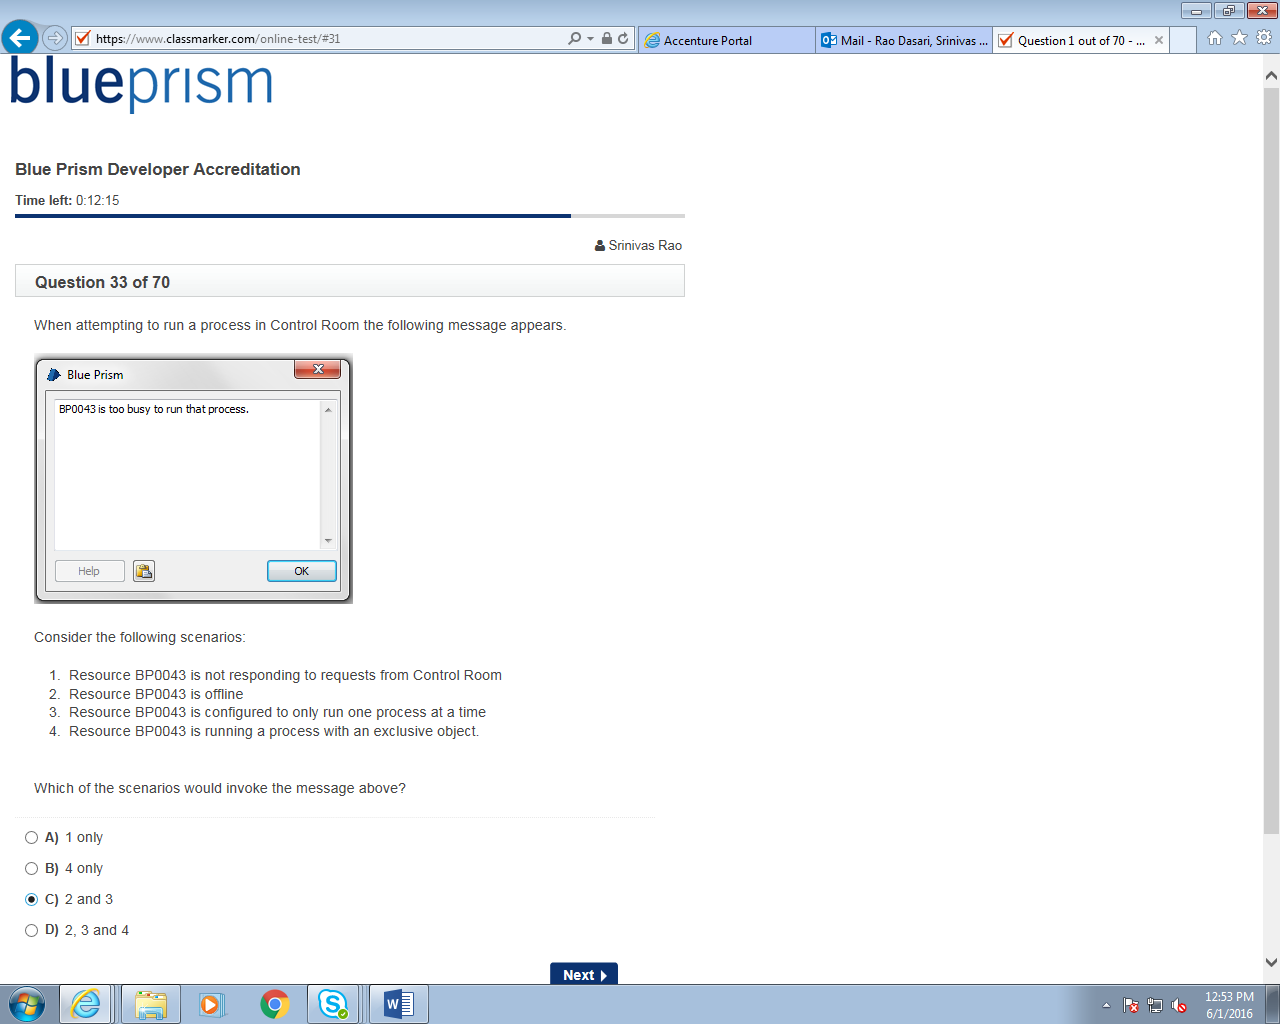 https://www.classmarker.com/online-test/#31
Accenture Portal
Mail - Rao Dasari, Srinivas ...
Question 1 out of 70 - ...
blueprism
Blue Prism Developer Accreditation
Time left: 0:12:15
Srinivas Rao
Question 33 of 70
When attempting to run a process in Control Room the following message appears.
Blue Prism
BP0043 is too busy to run that process.
Help
OK
Consider the following scenarios:
1. Resource BP0043 is not responding to requests from Control Room
2. Resource BP0043 is offline
3. Resource BP0043 is configured to only run one process at a time
4. Resource BP0043 is running a process with an exclusive object.
Which of the scenarios would invoke the message above?
A) 1 only
B) 4 only
C) 2 and 3
D) 2, 3 and 4
Next
12:53 PM
6/1/2016